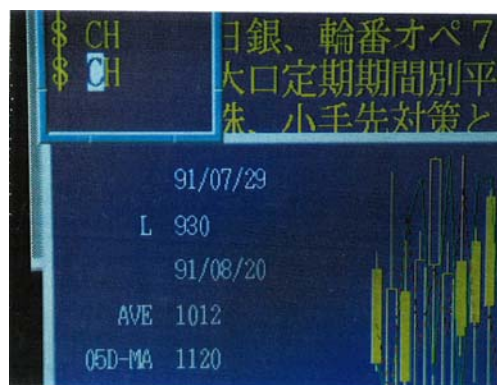 $ CH
$ CH
日銀、輪番オペ7
大口定期期間別平
株、小手先対策と
91/07/29
L 930
91/08/20
AVE 1012
05D-MA 1120